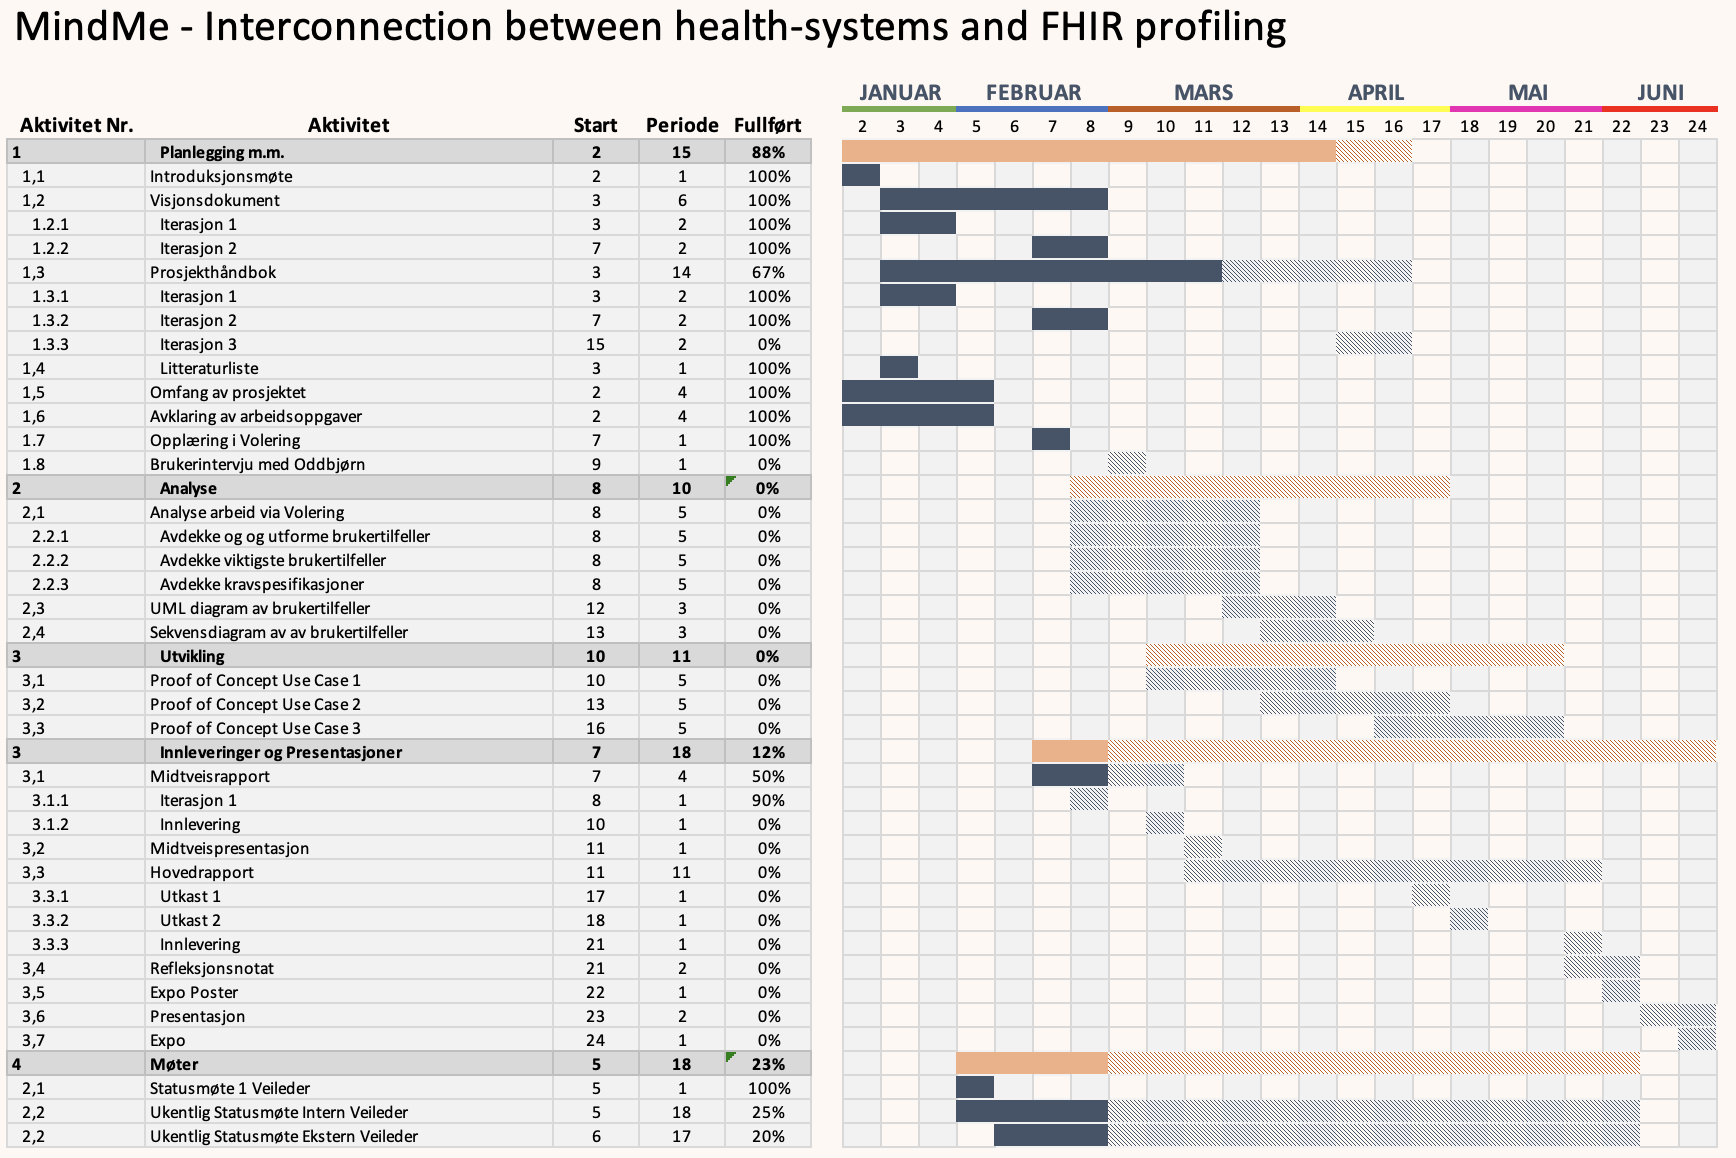 MindMe - Interconnection between health-systems and FHIR profiling
JANUAR FEBRUAR MARS APRIL MAI JUNI
Aktivitet Nr. Aktivitet Start Periode Fullført 2 3 4 5 6 7 8 9 10 11 12 13 14 15 16 17 18 19 20 21 22 23 24
1 Planlegging m.m. 2 15 88%
1,1 Introduksjonsmøte 2 1 100%
1,2 Visjonsdokument 3 6 100%
1.2.1 Iterasjon 1 3 2 100%
1.2.2 Iterasjon 2 7 2 100%
1,3 Prosjekthåndbok 3 14 67%
1.3.1 Iterasjon 1 3 2 100%
1.3.2 Iterasjon 2 7 2 100%
1.3.3 Iterasjon 3 15 2 0%
1,4 Litteraturliste 3 1 100%
1,5 Omfang av prosjektet 2 4 100%
1,6 Avklaring av arbeidsoppgaver 2 4 100%
1.7 Opplæring i Volering 7 1 100%
1.8 Brukerintervju med Oddbjørn 9 1 0%
2 Analyse 8 10 0%
2,1 Analyse arbeid via Volering 8 5 0%
2.2.1 Avdekke og og utforme brukertilfeller 8 5 0%
2.2.2 Avdekke viktigste brukertilfeller 8 5 0%
2.2.3 Avdekke kravspesifikasjoner 8 5 0%
2,3 UML diagram av brukertilfeller 12 3 0%
2,4 Sekvensdiagram av av brukertilfeller 13 3 0%
3 Utvikling 10 11 0%
3,1 Proof of Concept Use Case 1 10 5 0%
3,2 Proof of Concept Use Case 2 13 5 0%
3,3 Proof of Concept Use Case 3 16 5 0%
3 Innleveringer og Presentasjoner 7 18 12%
3,1 Midtveisrapport 7 4 50%
3.1.1 Iterasjon 1 8 1 90%
3.1.2 Innlevering 10 1 0%
3,2 Midtveispresentasjon 11 1 0%
3,3 Hovedrapport 11 11 0%
3.3.1 Utkast 1 17 1 0%
3.3.2 Utkast 2 18 1 0%
3.3.3 Innlevering 21 1 0%
3,4 Refleksjonsnotat 21 2 0%
3,5 Expo Poster 22 1 0%
3,6 Presentasjon 23 2 0%
3,7 Expo 24 1 0%
4 Møter 5 18 23%
2,1 Statusmøte 1 Veileder 5 1 100%
2,2 Ukentlig Statusmøte Intern Veileder 5 18 25%
2,2 Ukentlig Statusmøte Ekstern Veileder 6 17 20%